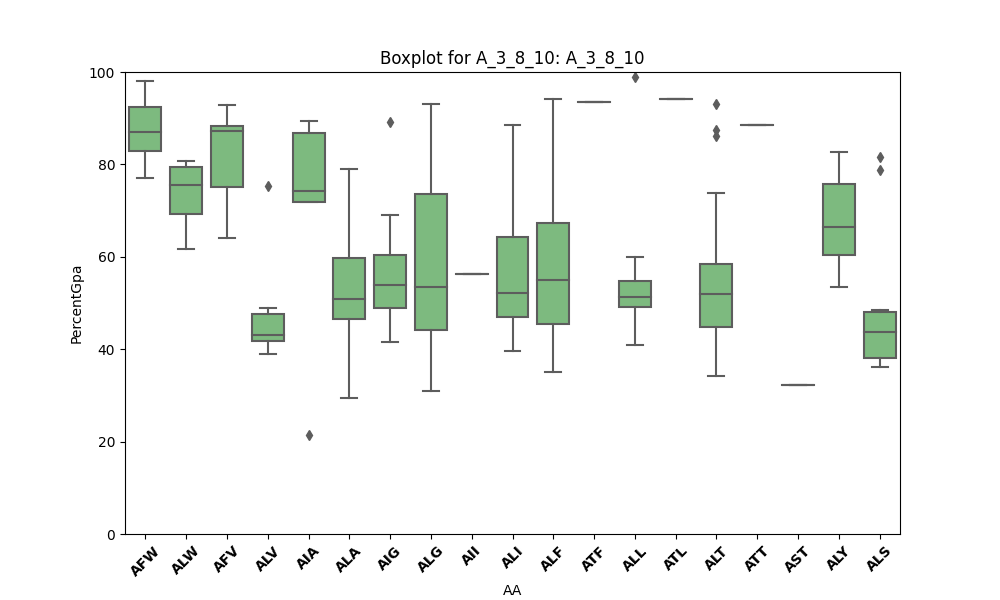 Boxplot for A_3_8_10: A_3_8_10
100
80
60
40
20
0
PercentGpa
AFW ALW AFV ALV AIA ALA AIG ALG AII ALI ALF ATF ALL ATL ALT ATT AST ALY ALS
AA